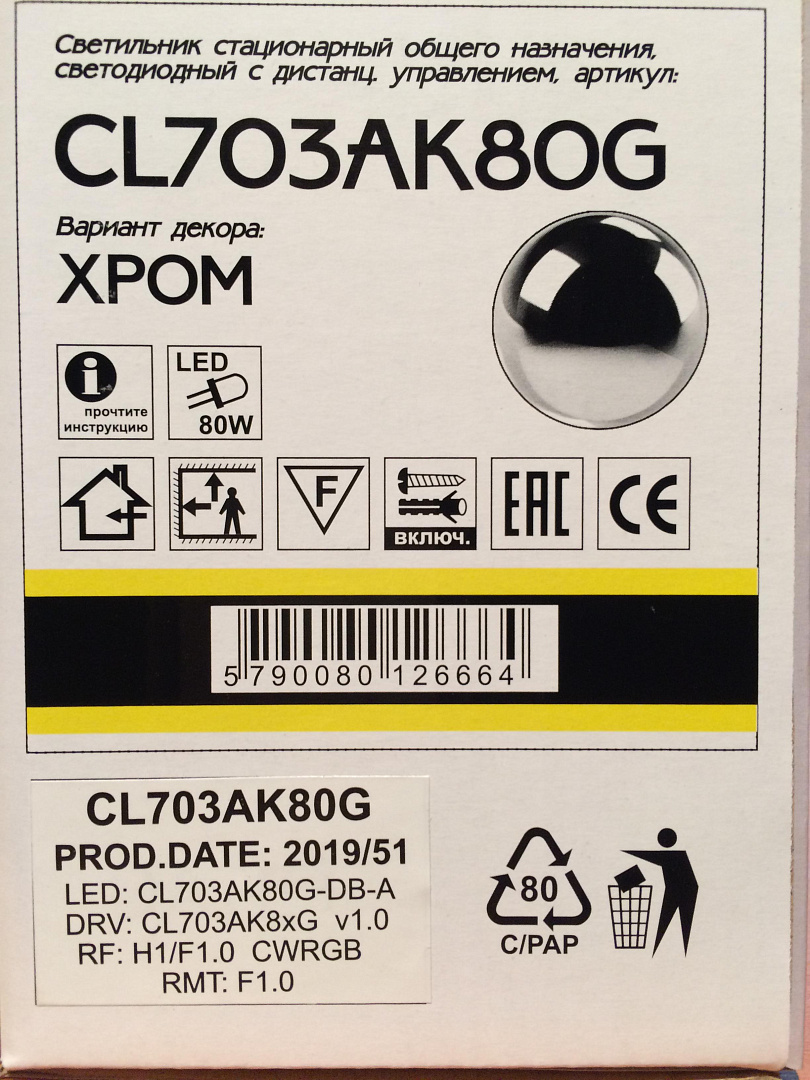 Светильник стационарный общего назначения,
светодиодный с дистанц. управлением, артикул:
CL703AK80G
Вариант декора:
ХРОМ
i
прочтите
инструкцию
LED
80W
F
ВКЛЮЧ.
EAC
CE
5 790080 126664
CL703AK80G
PROD.DATE: 2019/51
LED: CL703AK80G-DB-A
DRV: CL703AK8xG v1.0
RF: H1/F1.0 CWRGB
RMT: F1.0
80
C/PAP